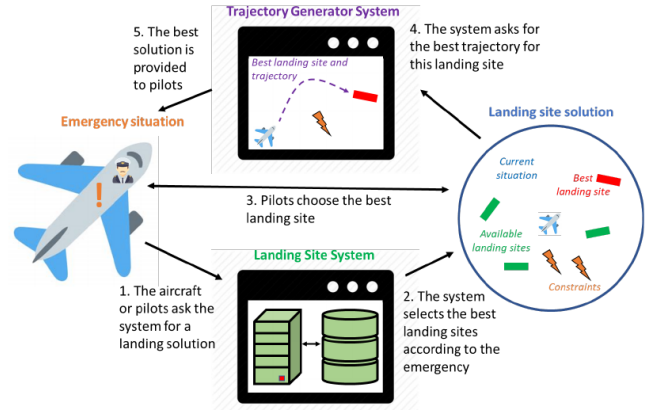 Trajectory Generator System
5. The best
solution is
provided
to pilots
Best landing site and
trajectory
4. The system asks for
the best trajectory for
this landing site
Emergency situation
!
Landing site solution
Current
situation
Best
landing site
Available
landing sites
Constraints
3. Pilots choose the best
landing site
Landing Site System
1. The aircraft
or pilots ask the
system for a
landing solution
2. The system
selects the best
landing sites
according to the
emergency